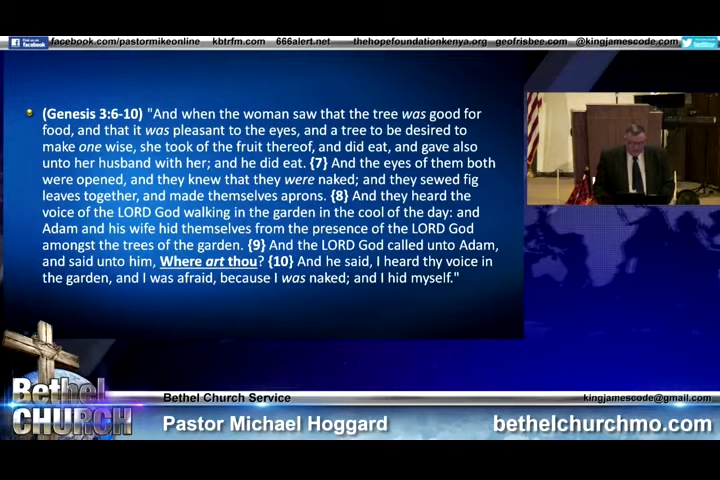 Find us on facebook facebook.com/pastormikeonline kbtrfm.com 666alert.net thehopefoundationkenya.org geofrisbee.com @kingjamescode.com
(Genesis 3:6-10) "And when the woman saw that the tree was good for
food, and that it was pleasant to the eyes, and a tree to be desired to
make one wise, she took of the fruit thereof, and did eat, and gave also
unto her husband with her; and he did eat. {7} And the eyes of them both
were opened, and they knew that they were naked; and they sewed fig
leaves together, and made themselves aprons. {8} And they heard the
voice of the LORD God walking in the garden in the cool of the day: and
Adam and his wife hid themselves from the presence of the LORD God
amongst the trees of the garden. {9} And the LORD God called unto Adam,
and said unto him, Where art thou? {10} And he said, I heard thy voice in
the garden, and I was afraid, because I was naked; and I hid myself."
Bethel
CHURCH
Bethel Church Service kingjamescode@gmail.com
Pastor Michael Hoggard bethelchurchmo.com